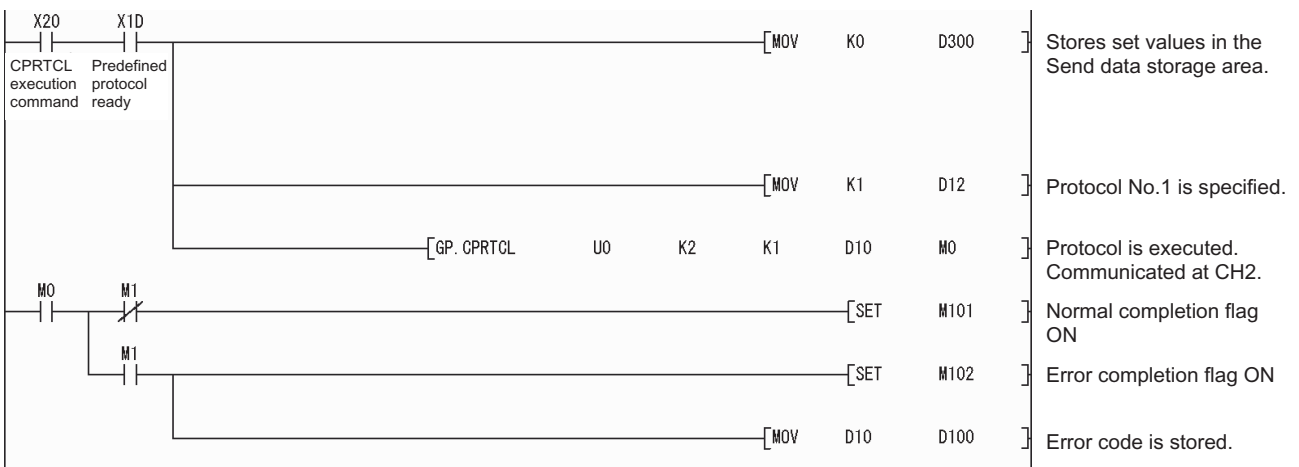 X20 X1D
[MOV K0 D300 ] Stores set values in the
Send data storage area.
CPRTCL Predefined
execution protocol
command ready
[MOV K1 D12 ] Protocol No.1 is specified.
[GP.CPRTCL U0 K2 K1 D10 M0 ] Protocol is executed.
Communicated at CH2.
M0 M1
[SET M101 ] Normal completion flag
ON
M1
[SET M102 ] Error completion flag ON
[MOV D10 D100 ] Error code is stored.